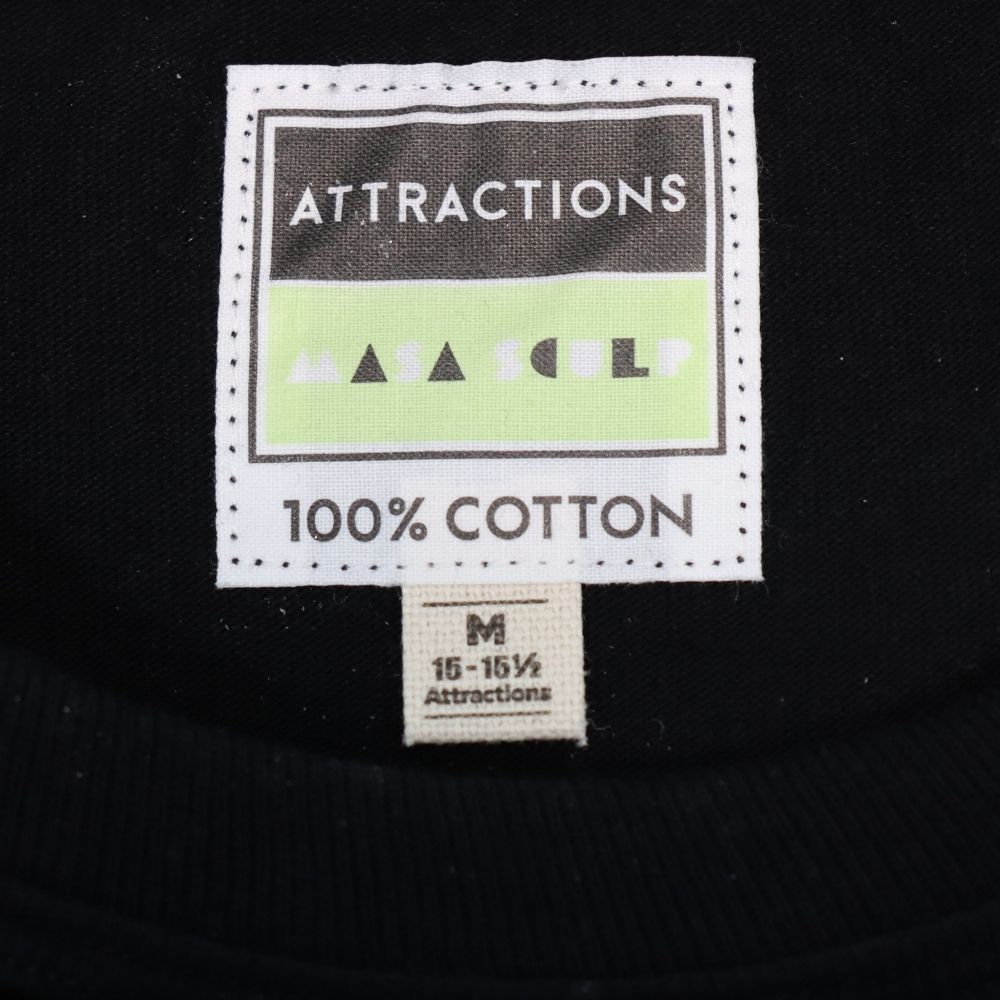 ATTRACTIONS
MASA SCULP
100% COTTON
M
15-15½
Attractions